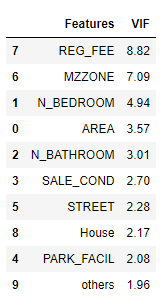 Features VIF
7 REG_FEE 8.82
6 MZZONE 7.09
1 N_BEDROOM 4.94
0 AREA 3.57
2 N_BATHROOM 3.01
3 SALE_COND 2.70
5 STREET 2.28
8 House 2.17
4 PARK_FACIL 2.08
9 others 1.96